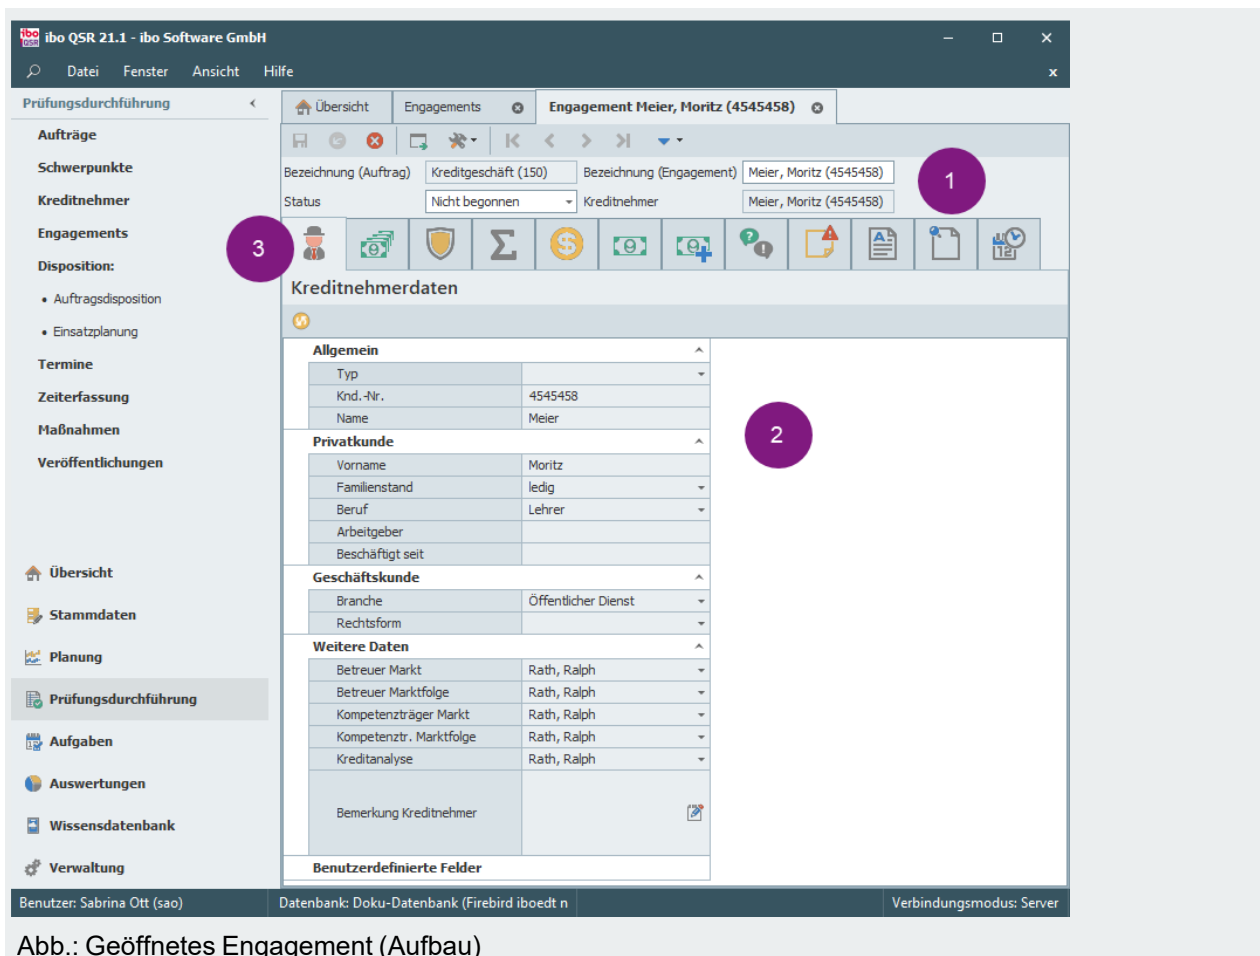 ibo QSR 21.1 - ibo Software GmbH
Datei Fenster Ansicht Hilfe
Prüfungsdurchführung
Aufträge
Schwerpunkte
Kreditnehmer
Engagements
Disposition:
• Auftragsdisposition
• Einsatzplanung
Termine
Zeiterfassung
Maßnahmen
Veröffentlichungen
Übersicht
Stammdaten
Planung
Prüfungsdurchführung
Aufgaben
Auswertungen
Wissensdatenbank
Verwaltung
Übersicht Engagements Engagement Meier, Moritz (4545458)
Bezeichnung (Auftrag) Kreditgeschäft (150) Bezeichnung (Engagement) Meier, Moritz (4545458)
Status Nicht begonnen Kreditnehmer Meier, Moritz (4545458)
1
3
Kreditnehmerdaten
Allgemein
Typ
Knd.-Nr. 4545458
Name Meier
2
Privatkunde
Vorname Moritz
Familienstand ledig
Beruf Lehrer
Arbeitgeber
Beschäftigt seit
Geschäftskunde
Branche Öffentlicher Dienst
Rechtsform
Weitere Daten
Betreuer Markt Rath, Ralph
Betreuer Marktfolge Rath, Ralph
Kompetenzträger Markt Rath, Ralph
Kompetenztr. Marktfolge Rath, Ralph
Kreditanalyse Rath, Ralph
Bemerkung Kreditnehmer
Benutzerdefinierte Felder
Benutzer: Sabrina Ott (sao) Datenbank: Doku-Datenbank (Firebird iboedt n Verbindungsmodus: Server
Abb.: Geöffnetes Engagement (Aufbau)